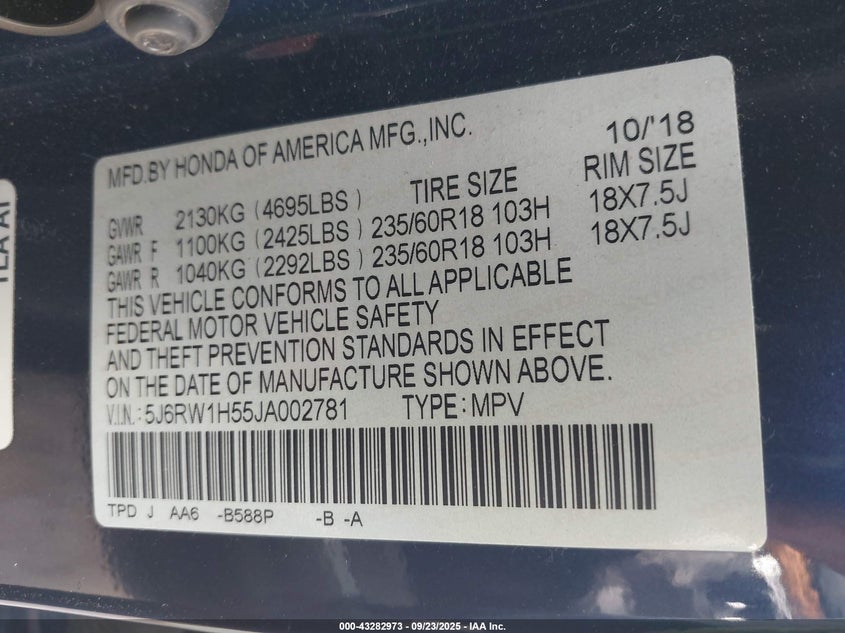 MFD.BY HONDA OF AMERICA MFG.,INC. 10/'18
TIRE SIZE RIM SIZE
GVWR 2130KG (4695LBS)
GAWR F 1100KG (2425LBS) 235/60R18 103H 18X7.5J
GAWR R 1040KG (2292LBS) 235/60R18 103H 18X7.5J
THIS VEHICLE CONFORMS TO ALL APPLICABLE
FEDERAL MOTOR VEHICLE SAFETY
AND THEFT PREVENTION STANDARDS IN EFFECT
ON THE DATE OF MANUFACTURE SHOWN ABOVE.
V.I.N.: 5J6RW1H55JA002781 TYPE: MPV
TPD J AA6 -B588P -B -A
000-43282973 - 09/23/2025 - IAA Inc.